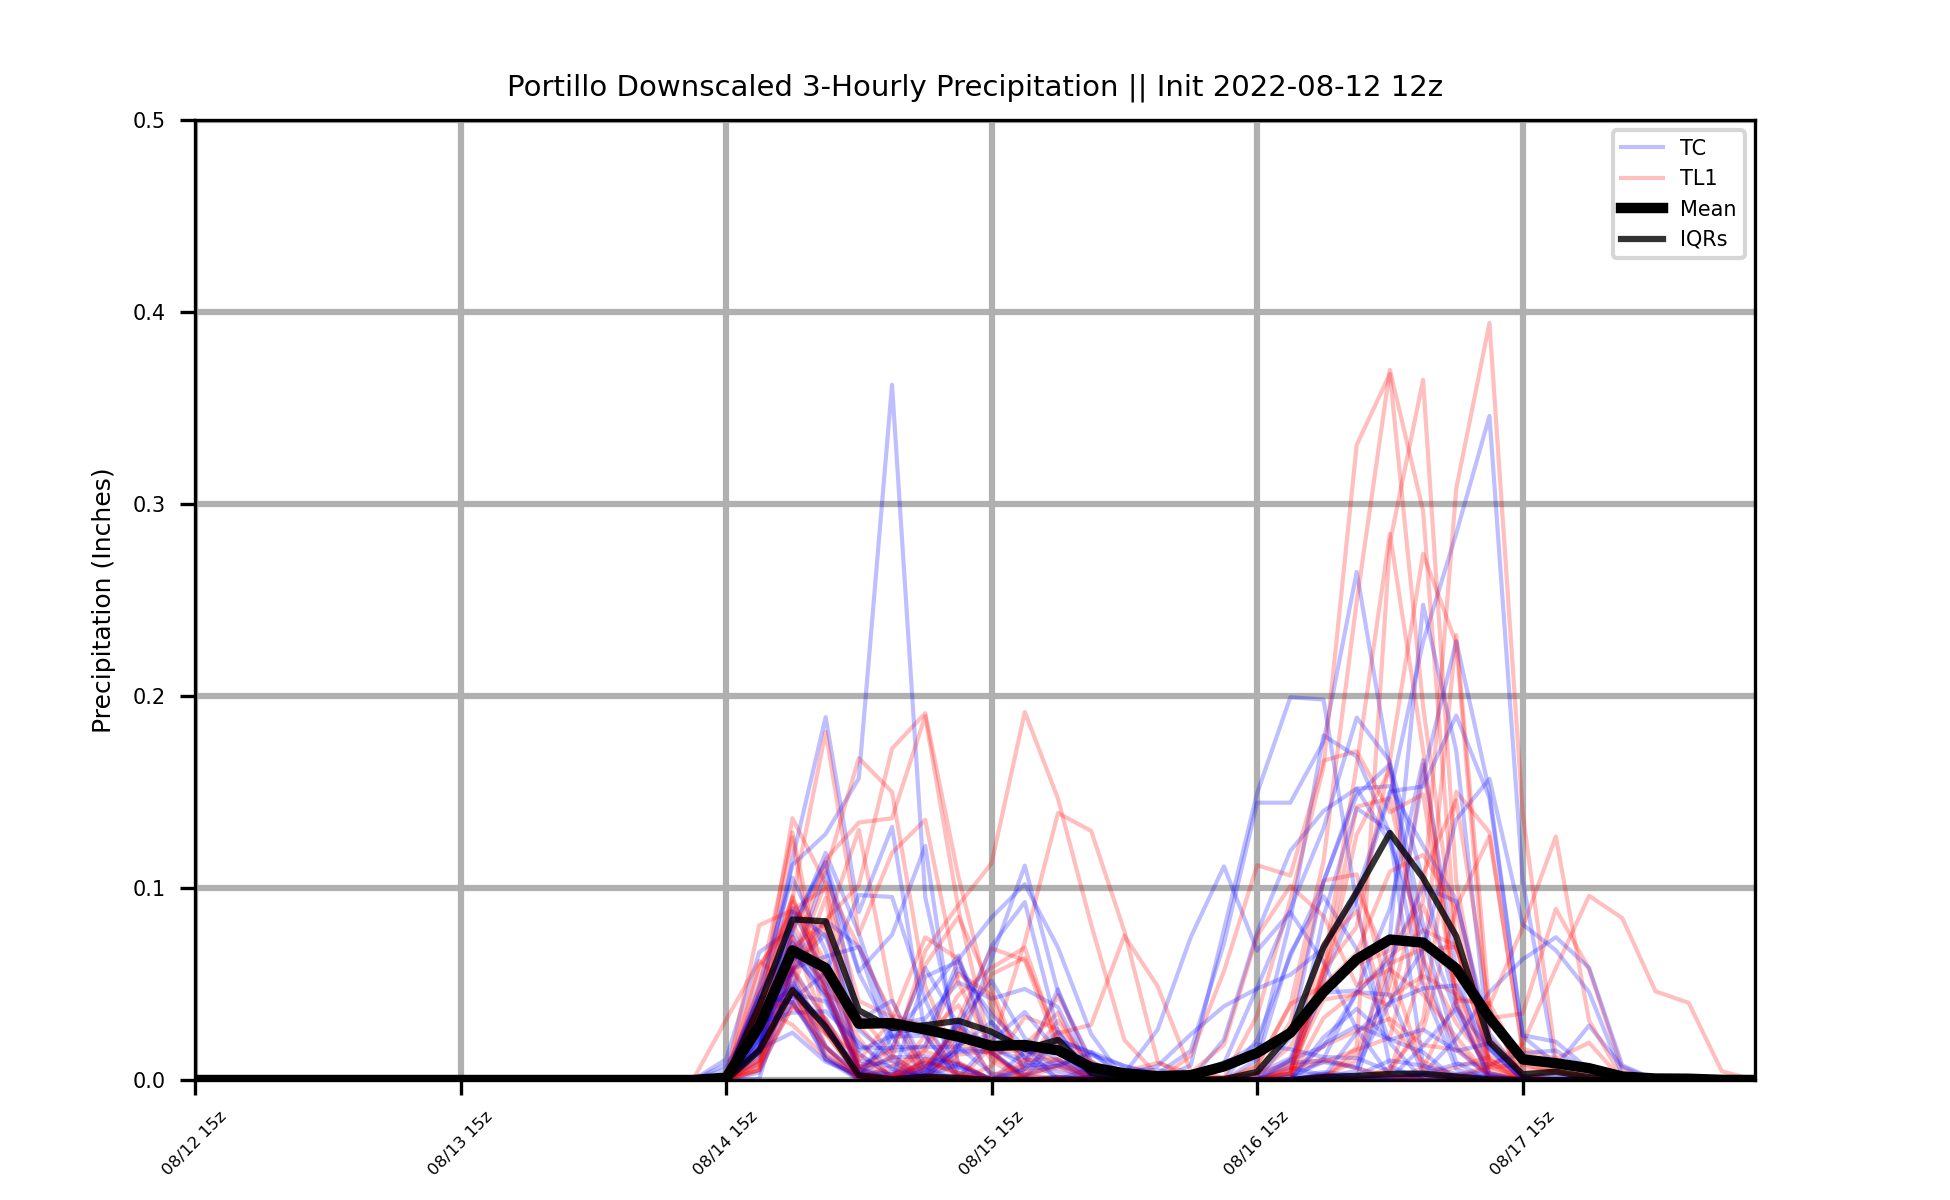 Portillo Downscaled 3-Hourly Precipitation || Init 2022-08-12 12z
Precipitation (Inches)
0.5
0.4
0.3
0.2
0.1
0.0
TC
TL1
Mean
IQRs
08/12 15z
08/13 15z
08/14 15z
08/15 15z
08/16 15z
08/17 15z